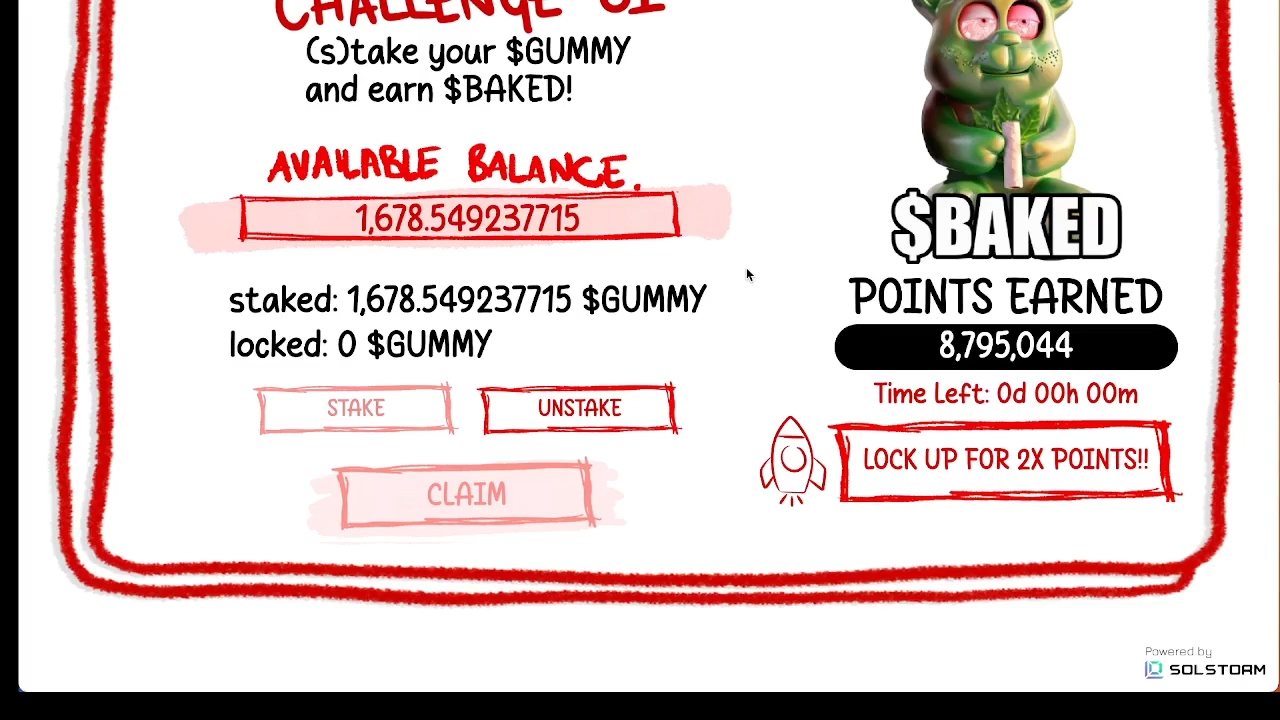 CHALLENGE 01
(s)take your $GUMMY
and earn $BAKED!
AVAILABLE BALANCE.
1,678.549237715
staked: 1,678.549237715 $GUMMY
locked: 0 $GUMMY
STAKE
UNSTAKE
CLAIM
$BAKED
POINTS EARNED
8,795,044
Time Left: 0d 00h 00m
LOCK UP FOR 2X POINTS!!
Powered by
SOLSTORM